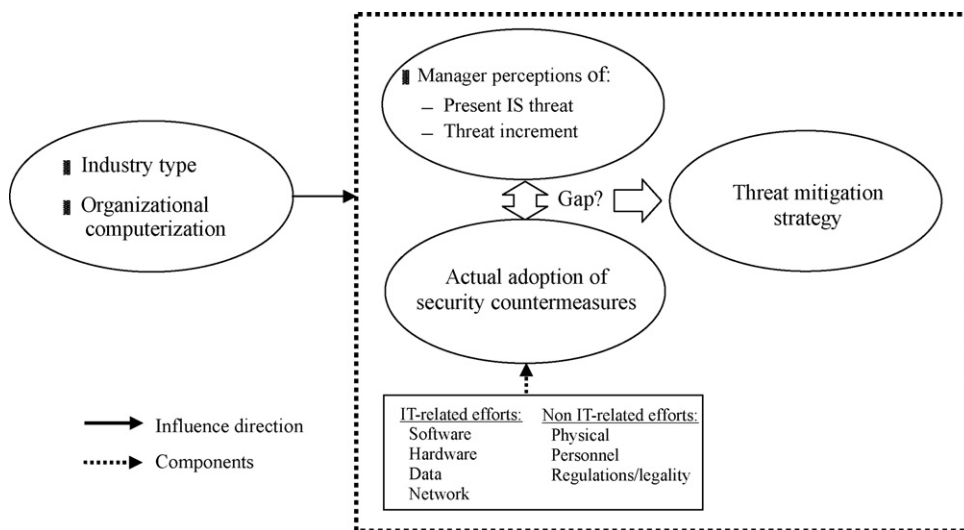 Manager perceptions of:
– Present IS threat
– Threat increment
Industry type
Organizational
computerization
Gap?
Threat mitigation
strategy
Actual adoption of
security countermeasures
IT-related efforts:
Software
Hardware
Data
Network
Non IT-related efforts:
Physical
Personnel
Regulations/legality
Influence direction
Components